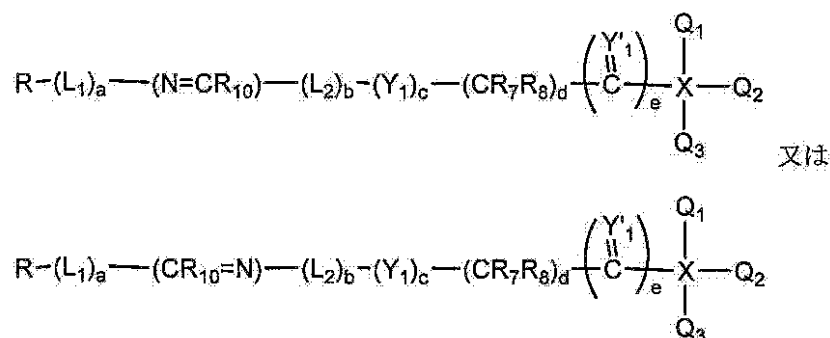 Q₁
Y'₁
R-(L₁)ₐ—(N=CR₁₀)—(L₂)b-(Y₁)c—(CR₇R₈)d-(C)e-X—Q₂
Q₃
又は
Q₁
Y'₁
R-(L₁)ₐ—(CR₁₀=N)—(L₂)b-(Y₁)c—(CR₇R₈)d-(C)e-X—Q₂
Q₃